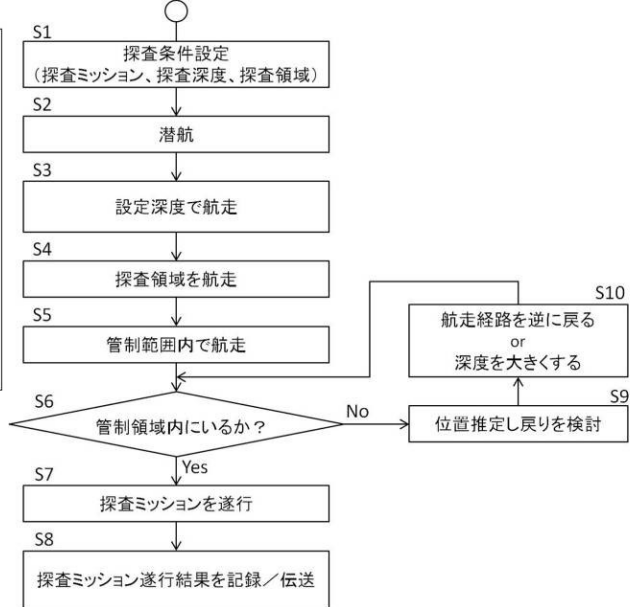 S1
探査条件設定
（探査ミッション、探査深度、探査領域）
S2
潜航
S3
設定深度で航走
S4
探査領域を航走
S5
管制範囲内で航走
S6
管制領域内にいるか？
No
Yes
S7
探査ミッションを遂行
S8
探査ミッション遂行結果を記録／伝送
S10
航走経路を逆に戻る
or
深度を大きくする
S9
位置推定し戻りを検討